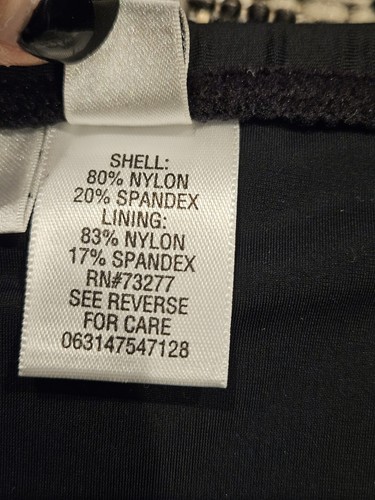 SHELL:
80% NYLON
20% SPANDEX
LINING:
83% NYLON
17% SPANDEX
RN#73277
SEE REVERSE
FOR CARE
063147547128